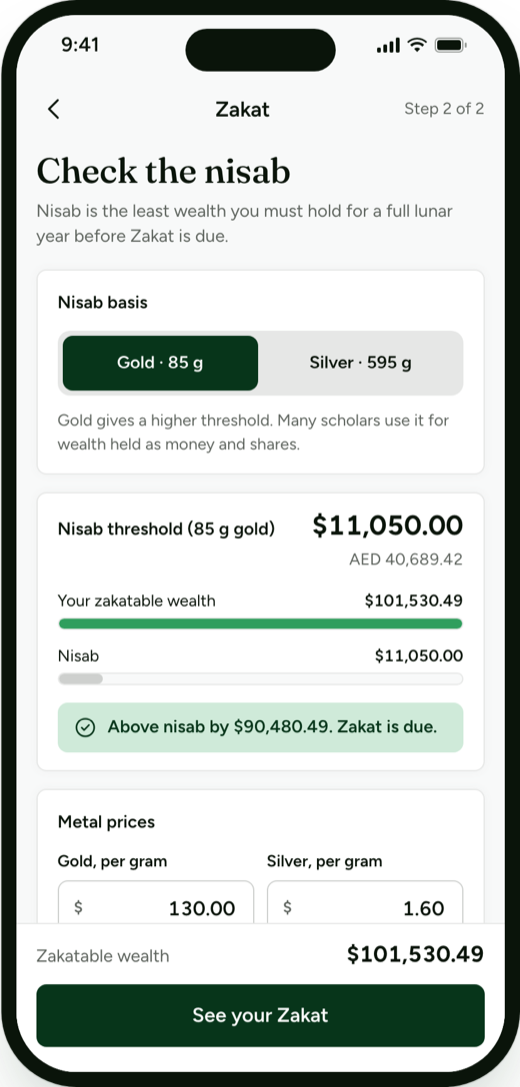 9:41
Zakat
Step 2 of 2
Check the nisab
Nisab is the least wealth you must hold for a full lunar
year before Zakat is due.
Nisab basis
Gold · 85 g
Silver · 595 g
Gold gives a higher threshold. Many scholars use it for
wealth held as money and shares.
Nisab threshold (85 g gold) $11,050.00
AED 40,689.42
Your zakatable wealth $101,530.49
Nisab $11,050.00
Above nisab by $90,480.49. Zakat is due.
Metal prices
Gold, per gram Silver, per gram
$ 130.00 $ 1.60
Zakatable wealth $101,530.49
See your Zakat